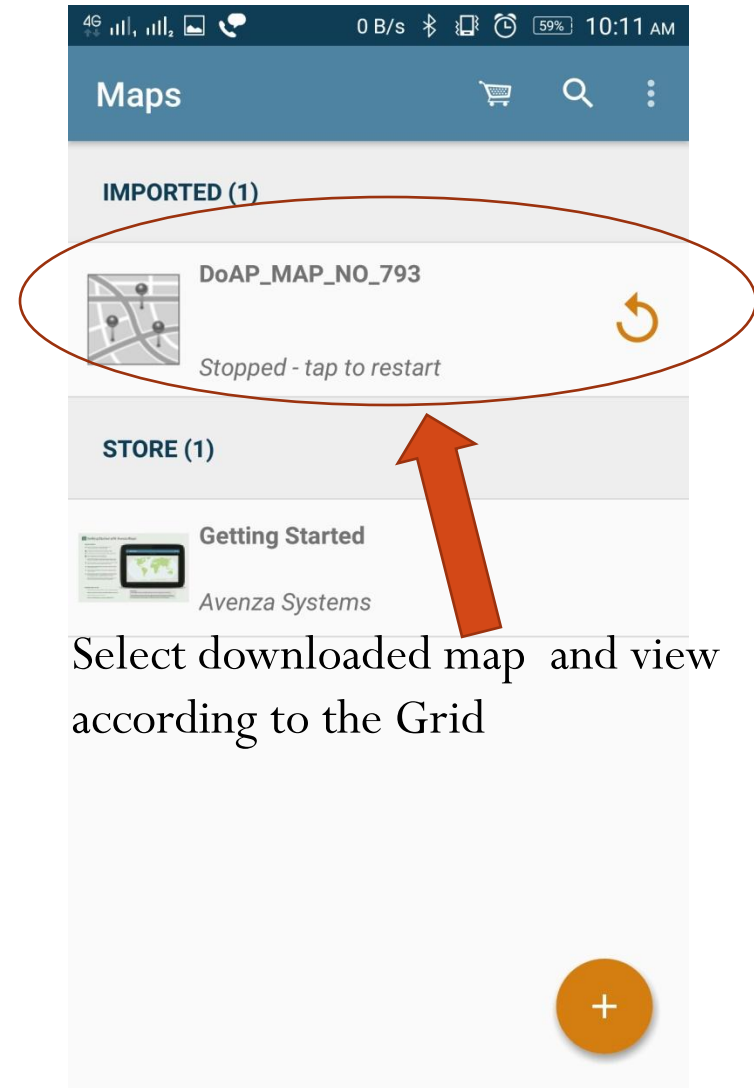 4G 0 B/s 59% 10:11 AM
Maps
IMPORTED (1)
DoAP_MAP_NO_793
Stopped - tap to restart
STORE (1)
Getting Started
Avenza Systems
Select downloaded map and view
according to the Grid